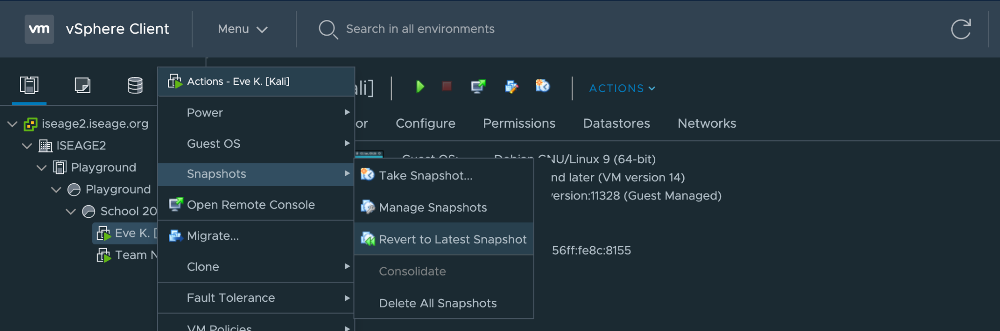 vm vSphere Client Menu Search in all environments
Actions - Eve K. [Kali]
Power
Guest OS
Snapshots
Open Remote Console
Migrate...
Clone
Fault Tolerance
VM Policies
iseage2.iseage.org
ISEAGE2
Playground
Playground
School 20
Eve K. [
Team N
ali]
ACTIONS
or Configure Permissions Datastores Networks
Guest OS: Debian GNU/Linux 9 (64-bit)
nd later (VM version 14)
ersion:11328 (Guest Managed)
56ff:fe8c:8155
Take Snapshot...
Manage Snapshots
Revert to Latest Snapshot
Consolidate
Delete All Snapshots